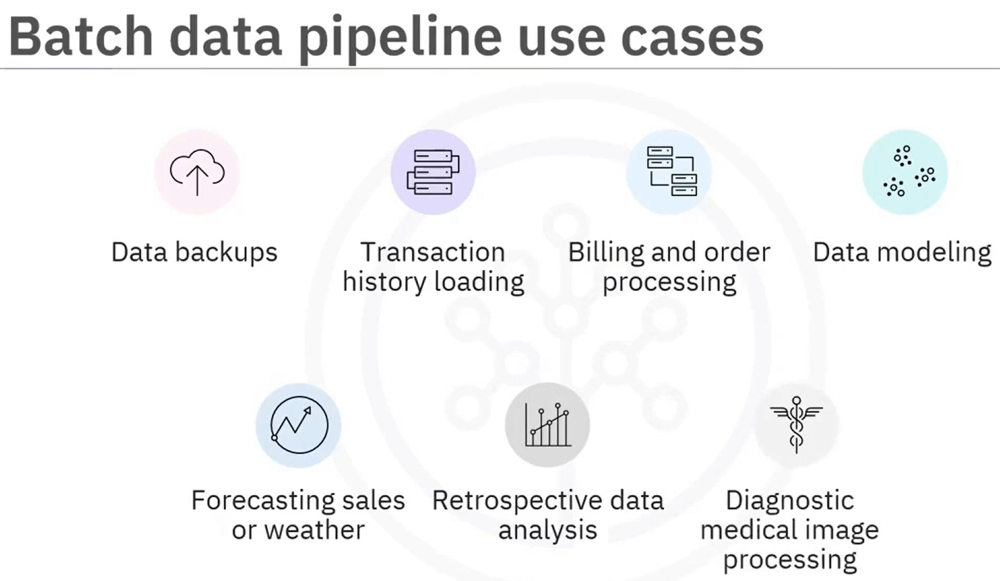 Batch data pipeline use cases
Data backups
Transaction
history loading
Billing and order
processing
Data modeling
Forecasting sales
or weather
Retrospective data
analysis
Diagnostic
medical image
processing